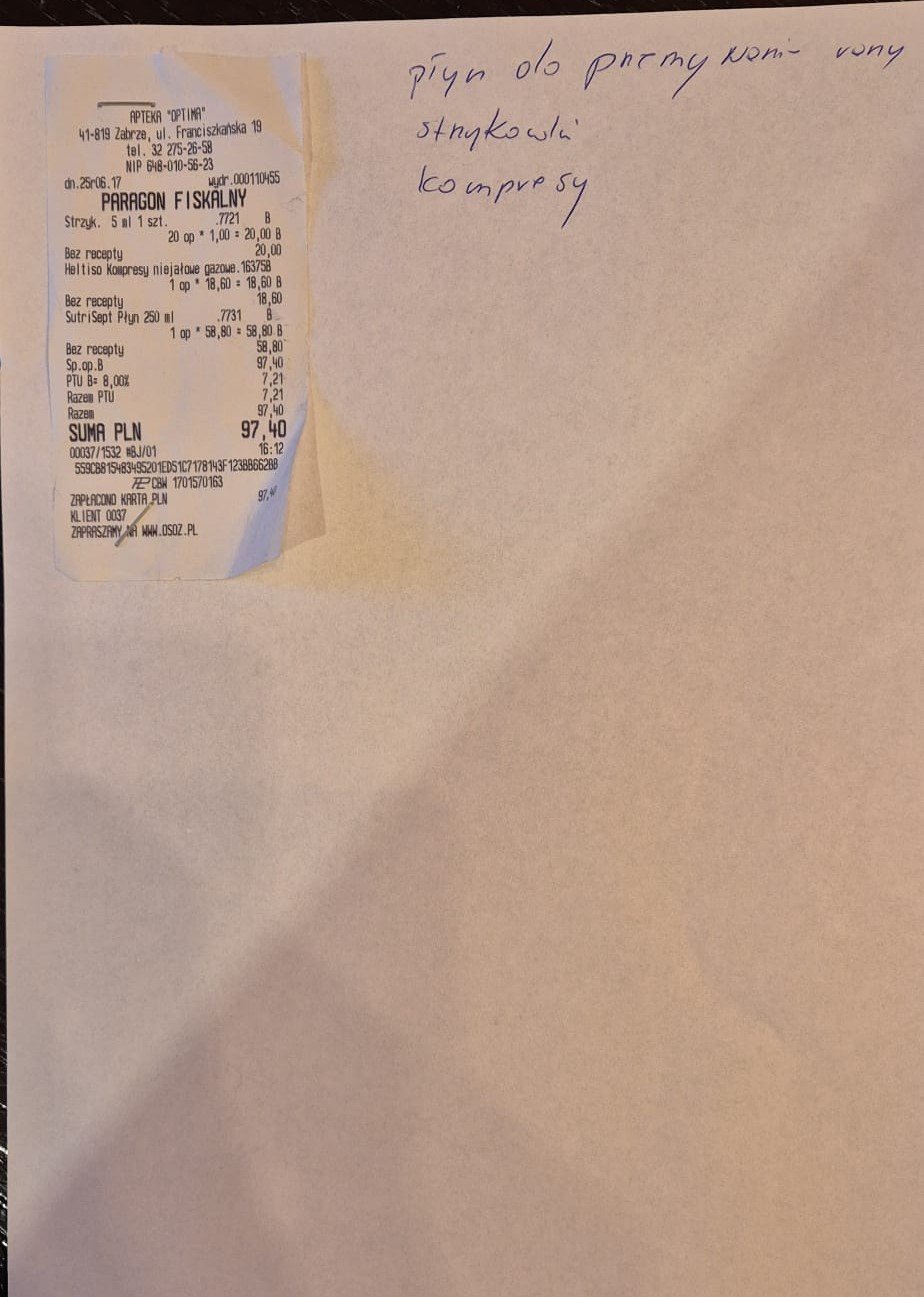 APTEKA "OPTIMA"
41-819 Zabrze, ul. Franciszkańska 19
tel. 32 275-26-58
NIP 648-010-56-23
dn.25r06.17 wydr.000110455
PARAGON FISKALNY
Strzyk. 5 ml 1 szt. .7721 B
20 op * 1,00 = 20,00 B
Bez recepty 20,00
Heltiso Kompresy niejałowe gazowe.16375B
1 op * 18,60 = 18,60 B
Bez recepty 18,60
SutriSept Płyn 250 ml .7731 B
1 op * 58,80 = 58,80 B
Bez recepty 58,80
Sp.op.B 97,40
PTU B= 8,00% 7,21
Razem PTU 7,21
Razem 97,40
SUMA PLN 97,40
00037/1532 #BJ/01 16:12
559CB815483495201ED51C7178143F123BB662BB
CBW 1701570163
ZAPŁACONO KARTA PLN 97,40
KLIENT 0037
ZAPRASZAMY NA WWW.DSOZ.PL
płyn do przemywania rany
strzykawki
kompresy